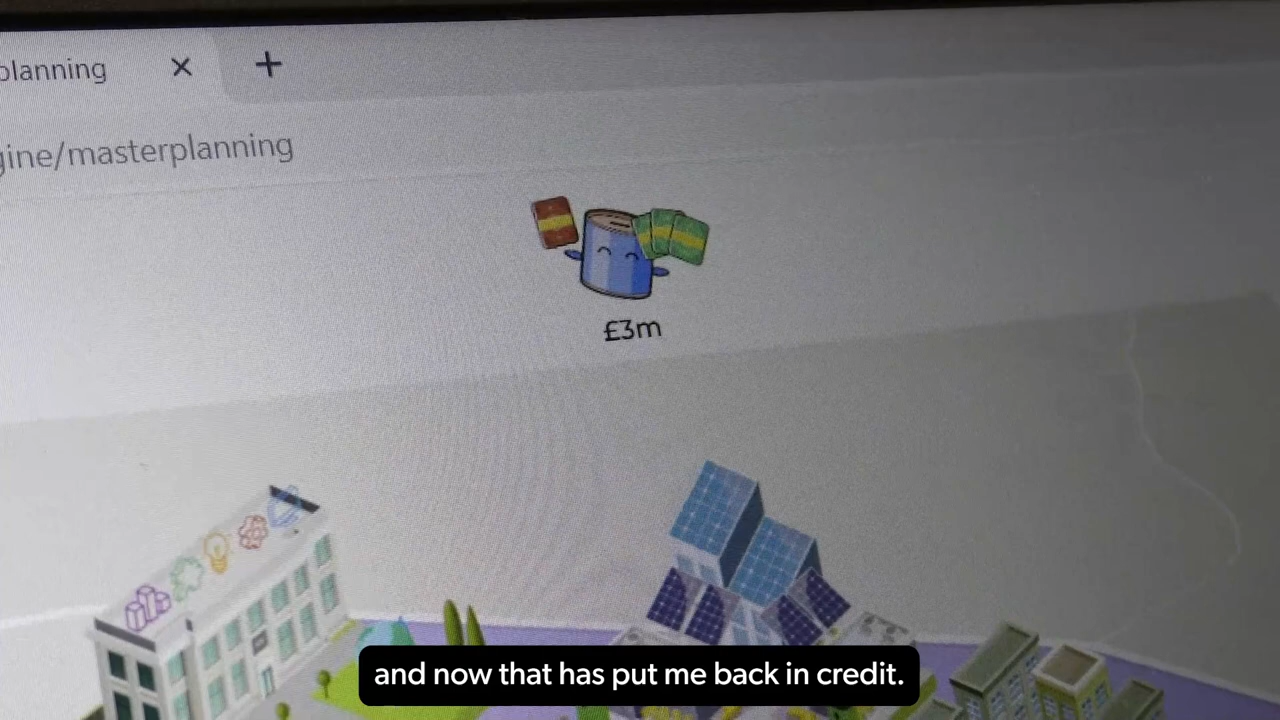 planning
gine/masterplanning
£3m
and now that has put me back in credit.